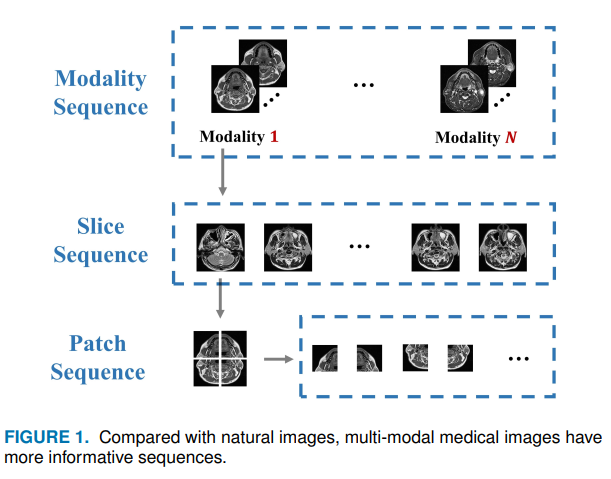 Modality
Sequence
Modality 1
Modality N
Slice
Sequence
Patch
Sequence
FIGURE 1. Compared with natural images, multi-modal medical images have
more informative sequences.